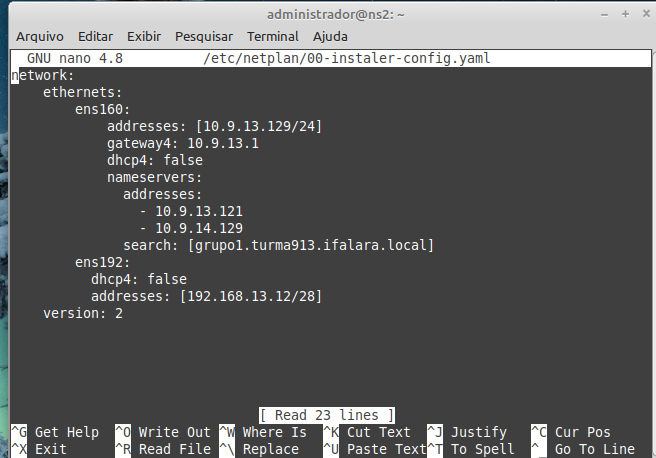 administrador@ns2: ~
Arquivo Editar Exibir Pesquisar Terminal Ajuda
GNU nano 4.8 /etc/netplan/00-instaler-config.yaml
network:
    ethernets:
        ens160:
            addresses: [10.9.13.129/24]
            gateway4: 10.9.13.1
            dhcp4: false
            nameservers:
              addresses:
                - 10.9.13.121
                - 10.9.14.129
              search: [grupo1.turma913.ifalara.local]
        ens192:
          dhcp4: false
          addresses: [192.168.13.12/28]
    version: 2
[ Read 23 lines ]
^G Get Help ^O Write Out ^W Where Is ^K Cut Text ^J Justify ^C Cur Pos
^X Exit ^R Read File ^\ Replace ^U Paste Text ^T To Spell ^_ Go To Line